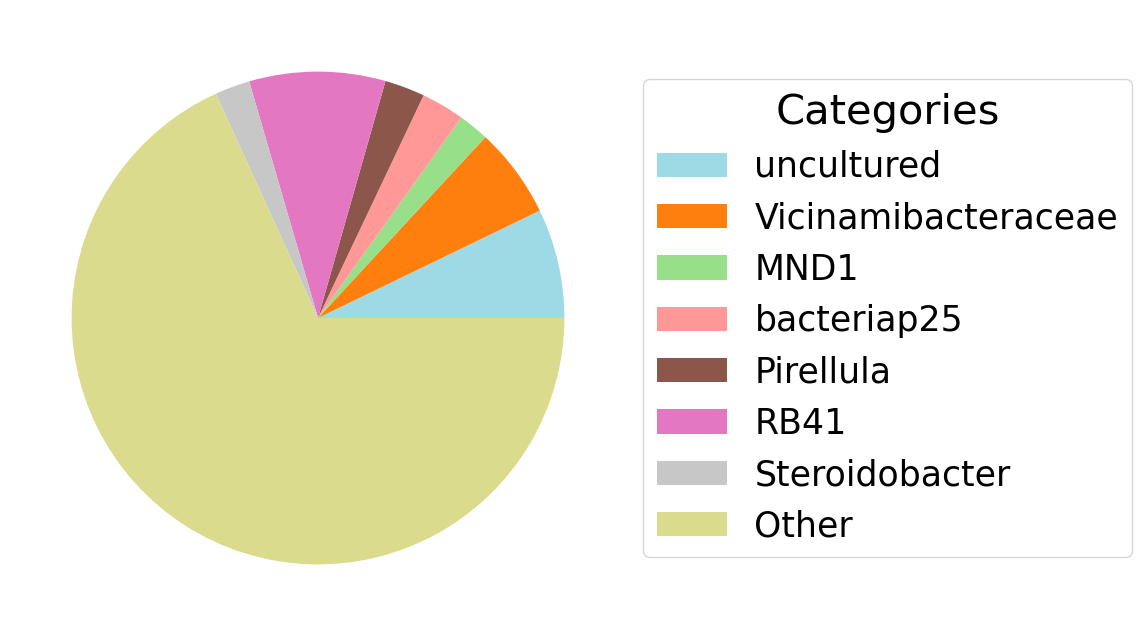 Categories
uncultured
Vicinamibacteraceae
MND1
bacteriap25
Pirellula
RB41
Steroidobacter
Other